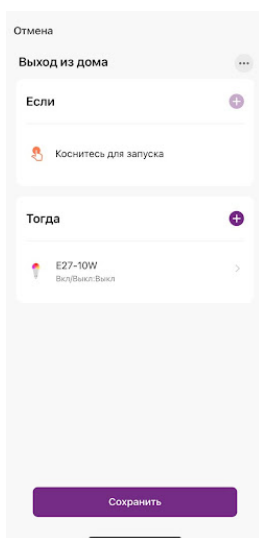 Отмена
Выход из дома
Если
Коснитесь для запуска
Тогда
E27-10W
Вкл/Выкл:Выкл
Сохранить